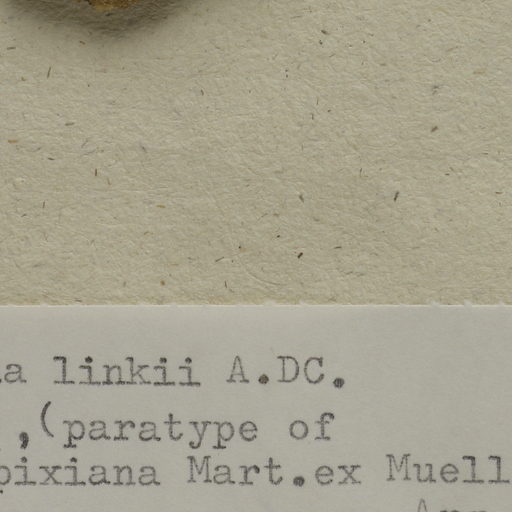 a linkii A.DC.
,(paratype of
pixiana Mart.ex Muell